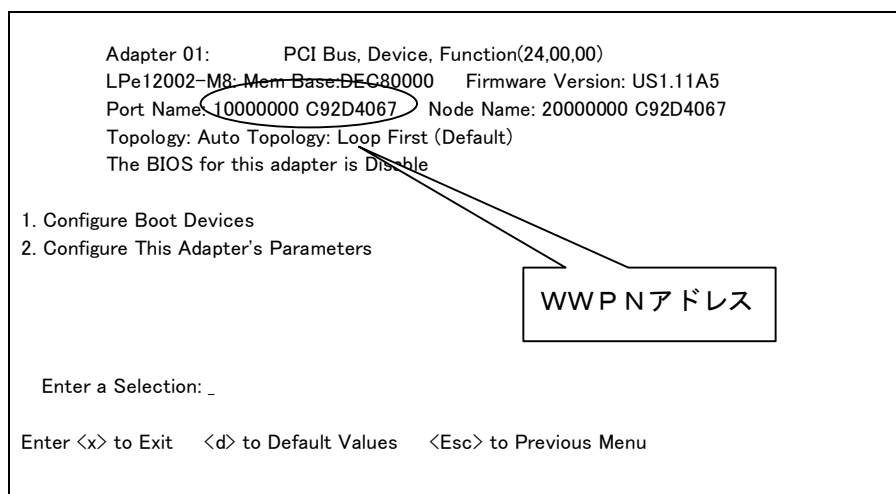 Adapter 01: PCI Bus, Device, Function(24,00,00)
LPe12002-M8: Mem Base:DEC80000 Firmware Version: US1.11A5
Port Name: 10000000 C92D4067 Node Name: 20000000 C92D4067
Topology: Auto Topology: Loop First (Default)
The BIOS for this adapter is Disable
1. Configure Boot Devices
2. Configure This Adapter's Parameters
WWPNアドレス
Enter a Selection: _
Enter <x> to Exit <d> to Default Values <Esc> to Previous Menu